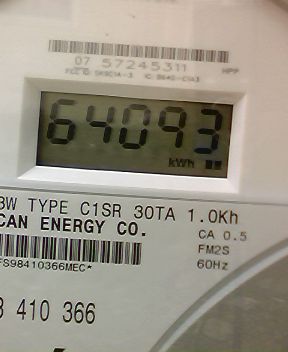 07 57245311
HPP
64093
kWh
3W TYPE C1SR 30TA 1.0Kh
CAN ENERGY CO.
CA 0.5
FM2S
60Hz
FS98410366MEC*
3 410 366